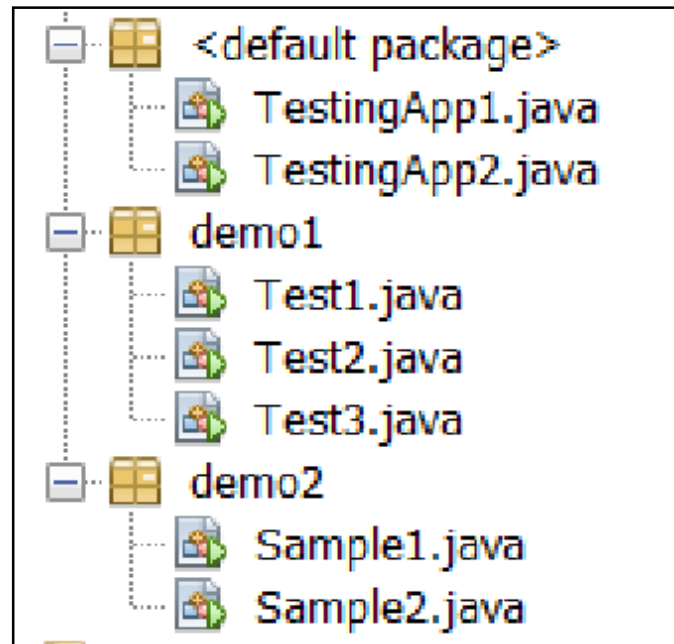 <default package>
TestingApp1.java
TestingApp2.java
demo1
Test1.java
Test2.java
Test3.java
demo2
Sample1.java
Sample2.java